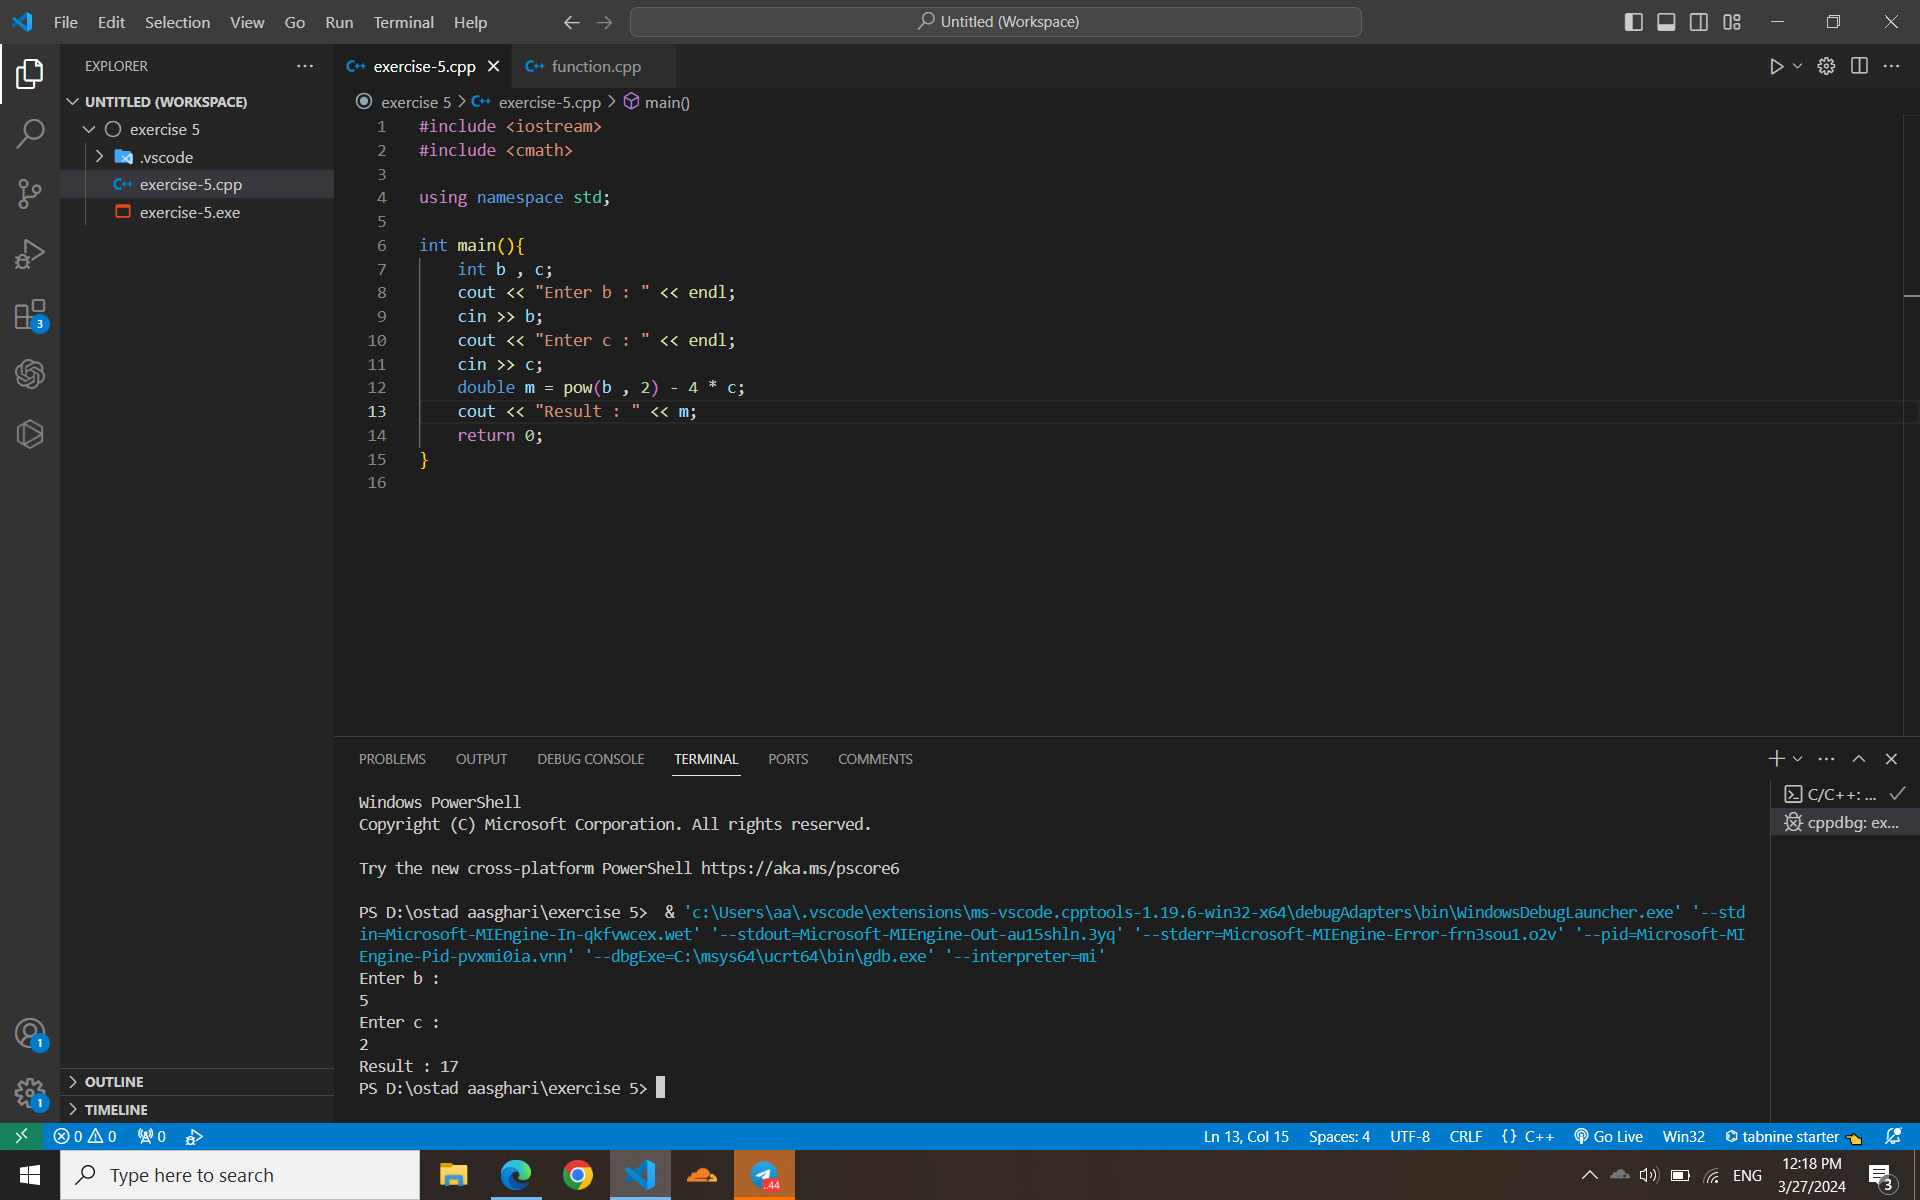 File Edit Selection View Go Run Terminal Help
Untitled (Workspace)
EXPLORER
UNTITLED (WORKSPACE)
exercise 5
.vscode
exercise-5.cpp
exercise-5.exe
OUTLINE
TIMELINE
3
1
1
exercise-5.cpp function.cpp
exercise 5 > exercise-5.cpp > main()
1 #include <iostream>
2 #include <cmath>
3
4 using namespace std;
5
6 int main(){
7 int b , c;
8 cout << "Enter b : " << endl;
9 cin >> b;
10 cout << "Enter c : " << endl;
11 cin >> c;
12 double m = pow(b , 2) - 4 * c;
13 cout << "Result : " << m;
14 return 0;
15 }
16
PROBLEMS OUTPUT DEBUG CONSOLE TERMINAL PORTS COMMENTS
Windows PowerShell
Copyright (C) Microsoft Corporation. All rights reserved.
Try the new cross-platform PowerShell https://aka.ms/pscore6
PS D:\ostad aasghari\exercise 5>  & 'c:\Users\aa\.vscode\extensions\ms-vscode.cpptools-1.19.6-win32-x64\debugAdapters\bin\WindowsDebugLauncher.exe' '--std
in=Microsoft-MIEngine-In-qkfvwcex.wet' '--stdout=Microsoft-MIEngine-Out-au15shln.3yq' '--stderr=Microsoft-MIEngine-Error-frn3sou1.o2v' '--pid=Microsoft-MI
Engine-Pid-pvxmi0ia.vnn' '--dbgExe=C:\msys64\ucrt64\bin\gdb.exe' '--interpreter=mi'
Enter b :
5
Enter c :
2
Result : 17
PS D:\ostad aasghari\exercise 5>
C/C++: ...
cppdbg: ex...
0 0 0 Ln 13, Col 15 Spaces: 4 UTF-8 CRLF {} C++ Go Live Win32 tabnine starter
Type here to search
..44
ENG
12:18 PM
3/27/2024
3